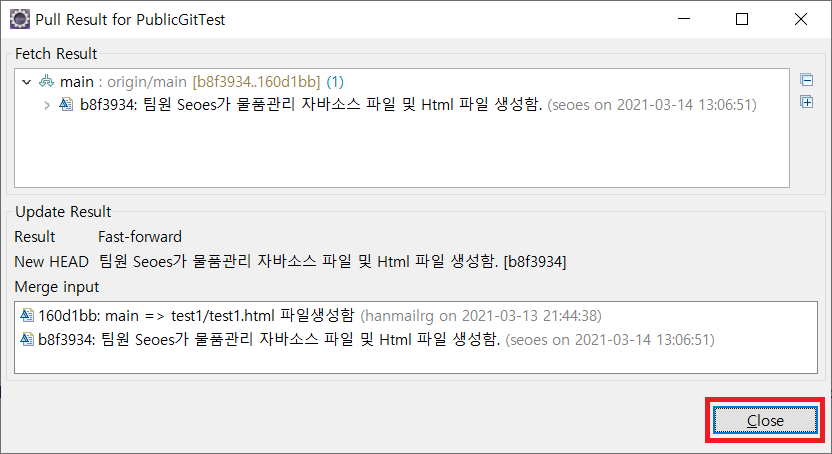 Pull Result for PublicGitTest
Fetch Result
main : origin/main [b8f3934..160d1bb] (1)
b8f3934: 팀원 Seoes가 물품관리 자바소스 파일 및 Html 파일 생성함. (seoes on 2021-03-14 13:06:51)
Update Result
Result Fast-forward
New HEAD 팀원 Seoes가 물품관리 자바소스 파일 및 Html 파일 생성함. [b8f3934]
Merge input
160d1bb: main => test1/test1.html 파일생성함 (hanmailrg on 2021-03-13 21:44:38)
b8f3934: 팀원 Seoes가 물품관리 자바소스 파일 및 Html 파일 생성함. (seoes on 2021-03-14 13:06:51)
Close